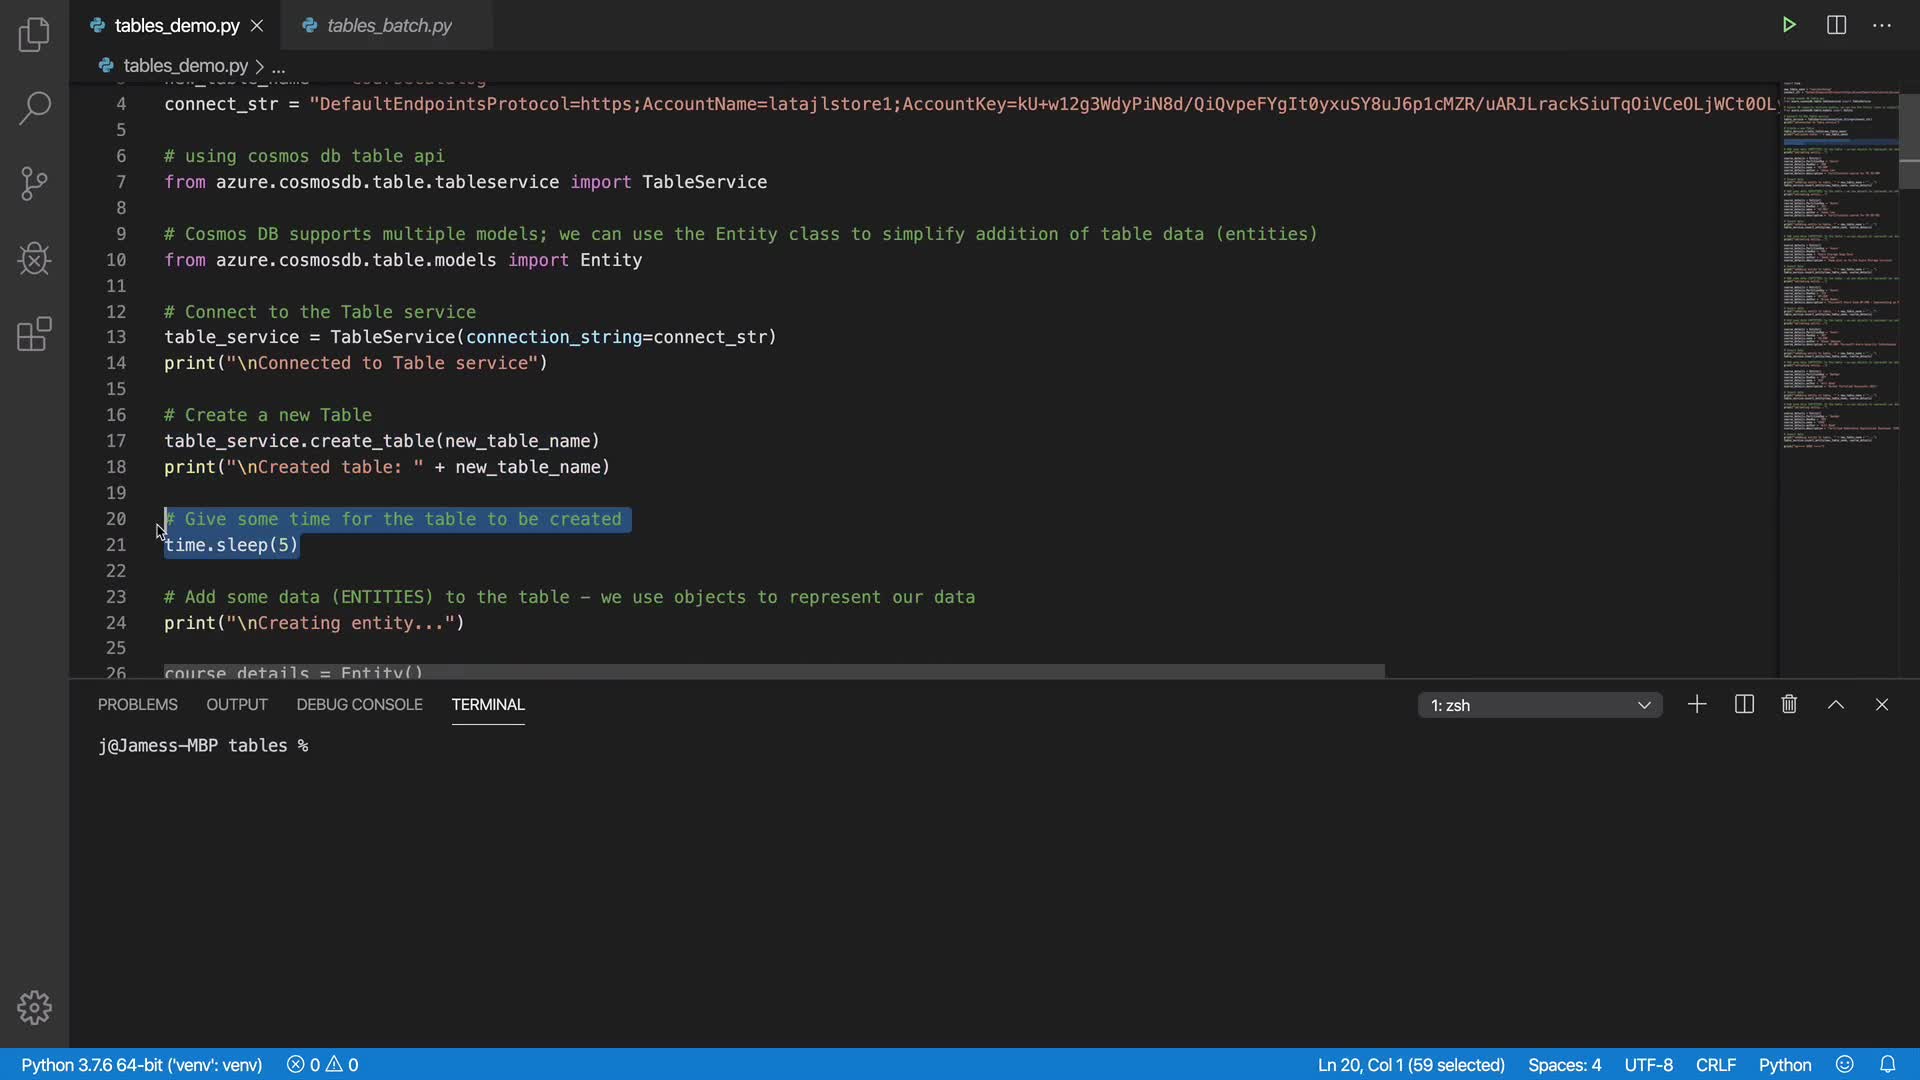 tables_demo.py
tables_batch.py
tables_demo.py > ...
4 connect_str = "DefaultEndpointsProtocol=https;AccountName=latajlstore1;AccountKey=kU+w12g3WdyPiN8d/QiQvpeFYgIt0yxuSY8uJ6p1cMZR/uARJLrackSiuTqOiVCeOLjWCt0OL
5
6 # using cosmos db table api
7 from azure.cosmosdb.table.tableservice import TableService
8
9 # Cosmos DB supports multiple models; we can use the Entity class to simplify addition of table data (entities)
10 from azure.cosmosdb.table.models import Entity
11
12 # Connect to the Table service
13 table_service = TableService(connection_string=connect_str)
14 print("\nConnected to Table service")
15
16 # Create a new Table
17 table_service.create_table(new_table_name)
18 print("\nCreated table: " + new_table_name)
19
20 # Give some time for the table to be created
21 time.sleep(5)
22
23 # Add some data (ENTITIES) to the table – we use objects to represent our data
24 print("\nCreating entity...")
25
26 course_details = Entity()
PROBLEMS OUTPUT DEBUG CONSOLE TERMINAL
1: zsh
j@Jamess-MBP tables %
Python 3.7.6 64-bit ('venv': venv) 0 0
Ln 20, Col 1 (59 selected) Spaces: 4 UTF-8 CRLF Python